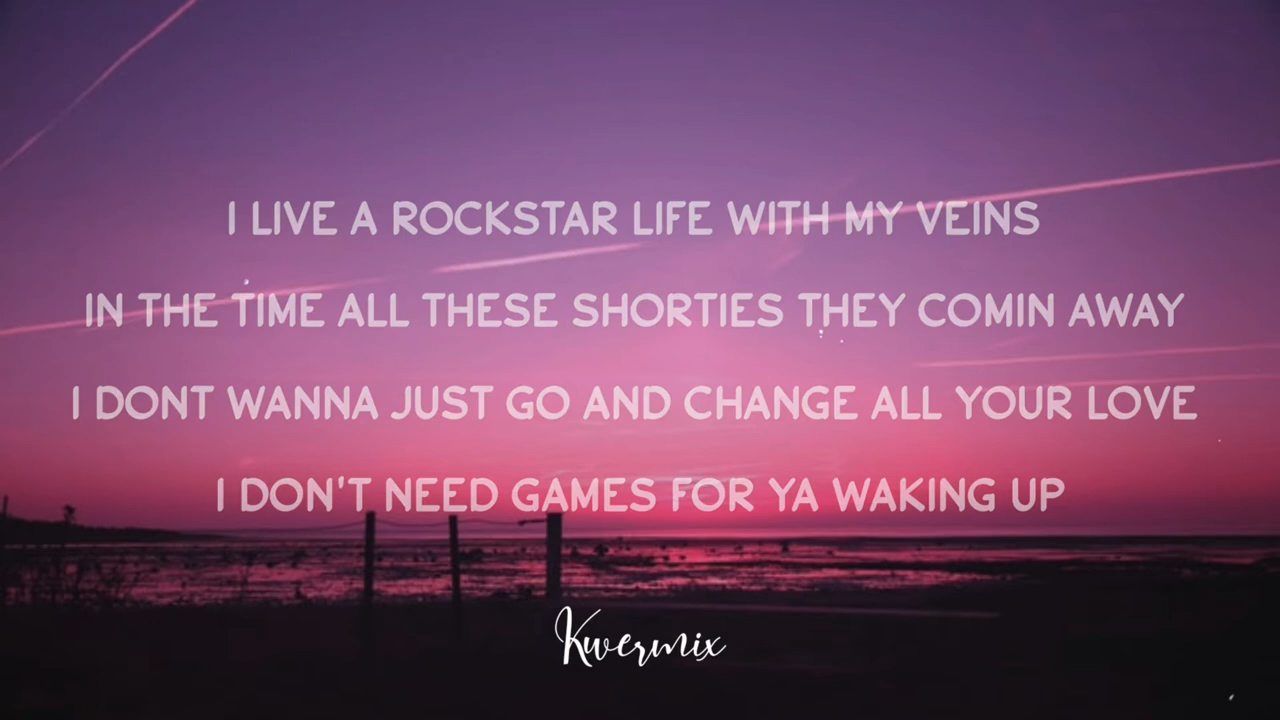 I LIVE A ROCKSTAR LIFE WITH MY VEINS
IN THE TIME ALL THESE SHORTIES THEY COMIN AWAY
I DONT WANNA JUST GO AND CHANGE ALL YOUR LOVE
I DON'T NEED GAMES FOR YA WAKING UP
Kwermix